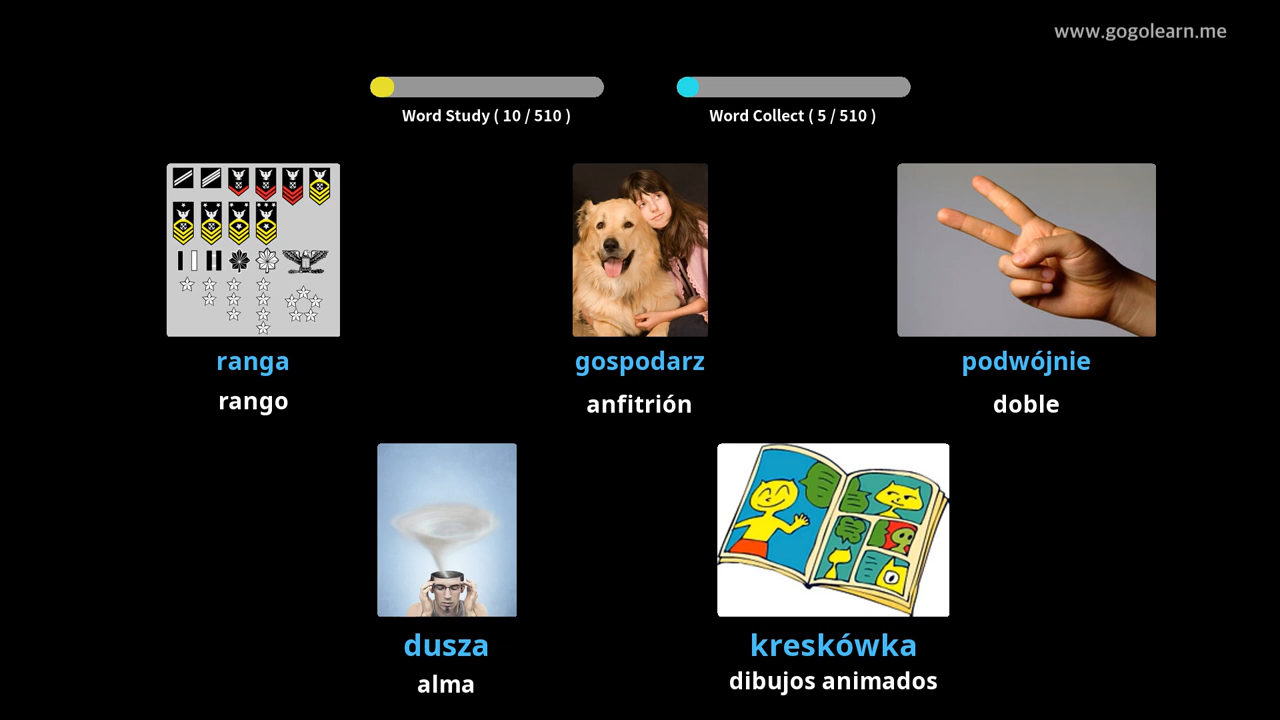 www.gogolearn.me
Word Study ( 10 / 510 )
Word Collect ( 5 / 510 )
ranga
gospodarz
podwójnie
rango
anfitrión
doble
dusza
kreskówka
alma
dibujos animados